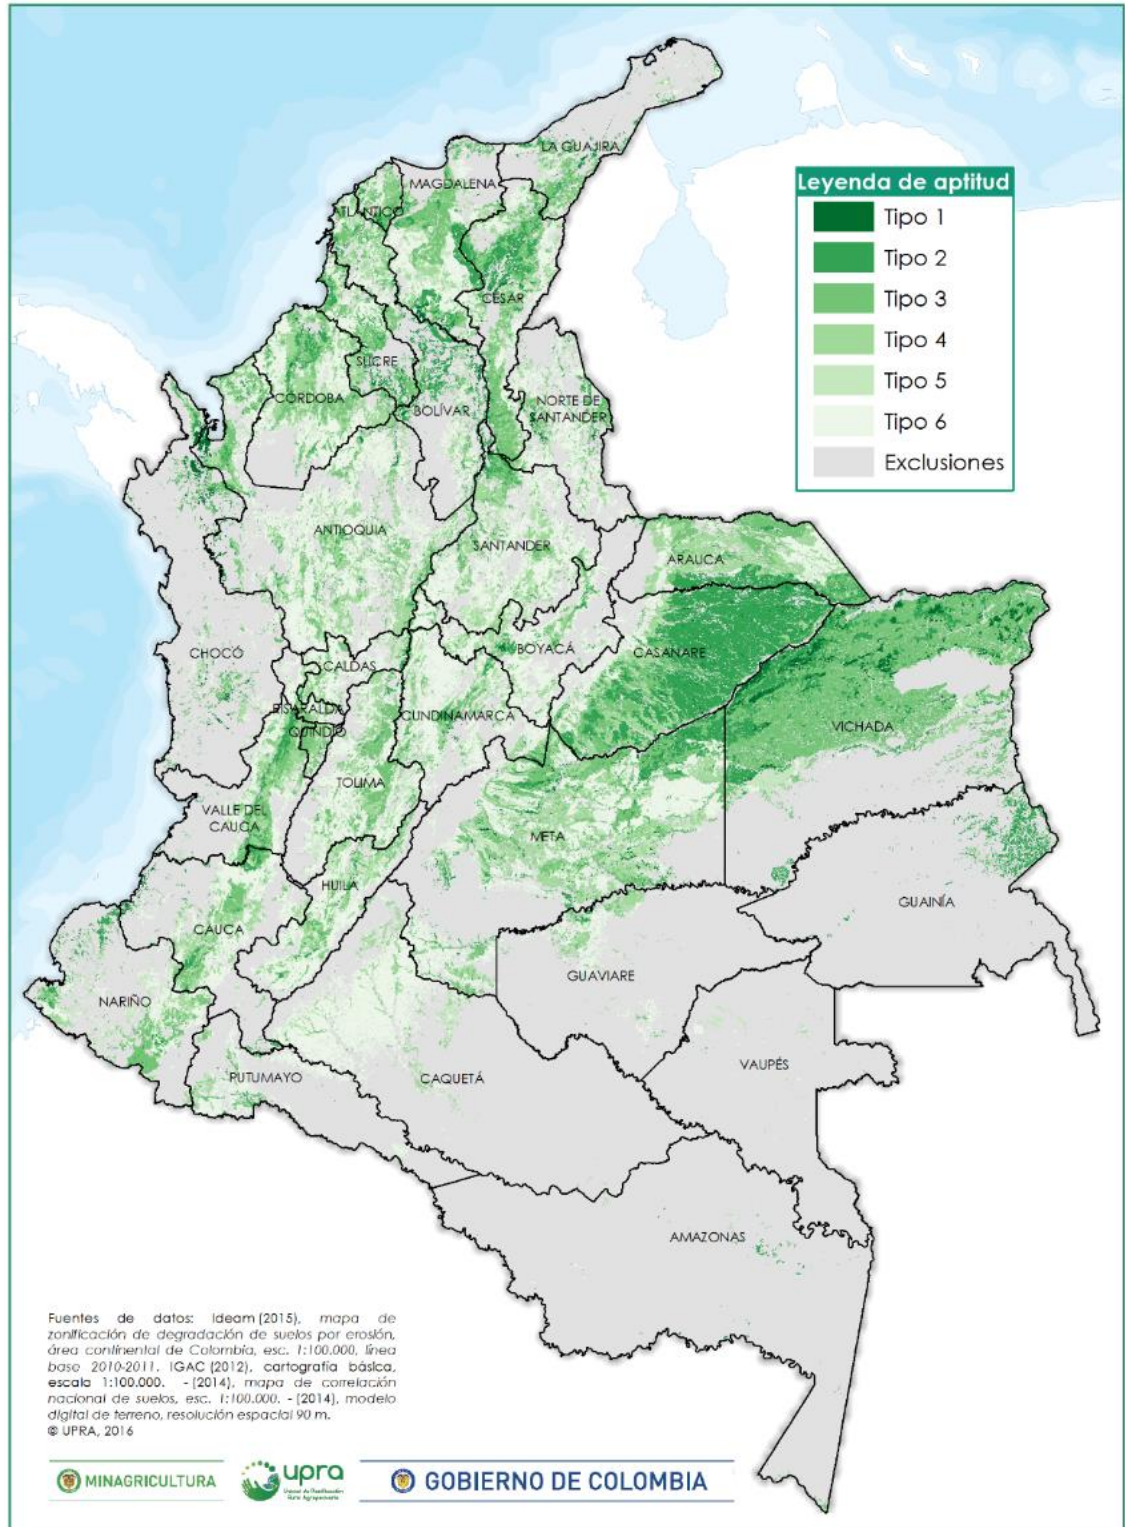 LA GUAJIRA
MAGDALENA
ATLÁNTICO
CESAR
SUCRE
CÓRDOBA
BOLÍVAR
NORTE DE
SANTANDER
ANTIOQUIA
SANTANDER
ARAUCA
CHOCÓ
CALDAS
BOYACÁ
CASANARE
RISARALDA
QUINDÍO
CUNDINAMARCA
VICHADA
TOLIMA
VALLE DEL
CAUCA
META
HUILA
GUAINÍA
CAUCA
GUAVIARE
NARIÑO
VAUPÉS
PUTUMAYO
CAQUETÁ
AMAZONAS
Leyenda de aptitud
Tipo 1
Tipo 2
Tipo 3
Tipo 4
Tipo 5
Tipo 6
Exclusiones
Fuentes de datos: Ideam (2015), mapa de
zonificación de degradación de suelos por erosión,
área continental de Colombia, esc. 1:100.000, línea
base 2010-2011. IGAC (2012), cartografía básica,
escala 1:100.000. - (2014), mapa de correlación
nacional de suelos, esc. 1:100.000. - (2014), modelo
digital de terreno, resolución espacial 90 m.
© UPRA, 2016
MINAGRICULTURA
upra
Unidad de Planificación
Rural Agropecuaria
GOBIERNO DE COLOMBIA